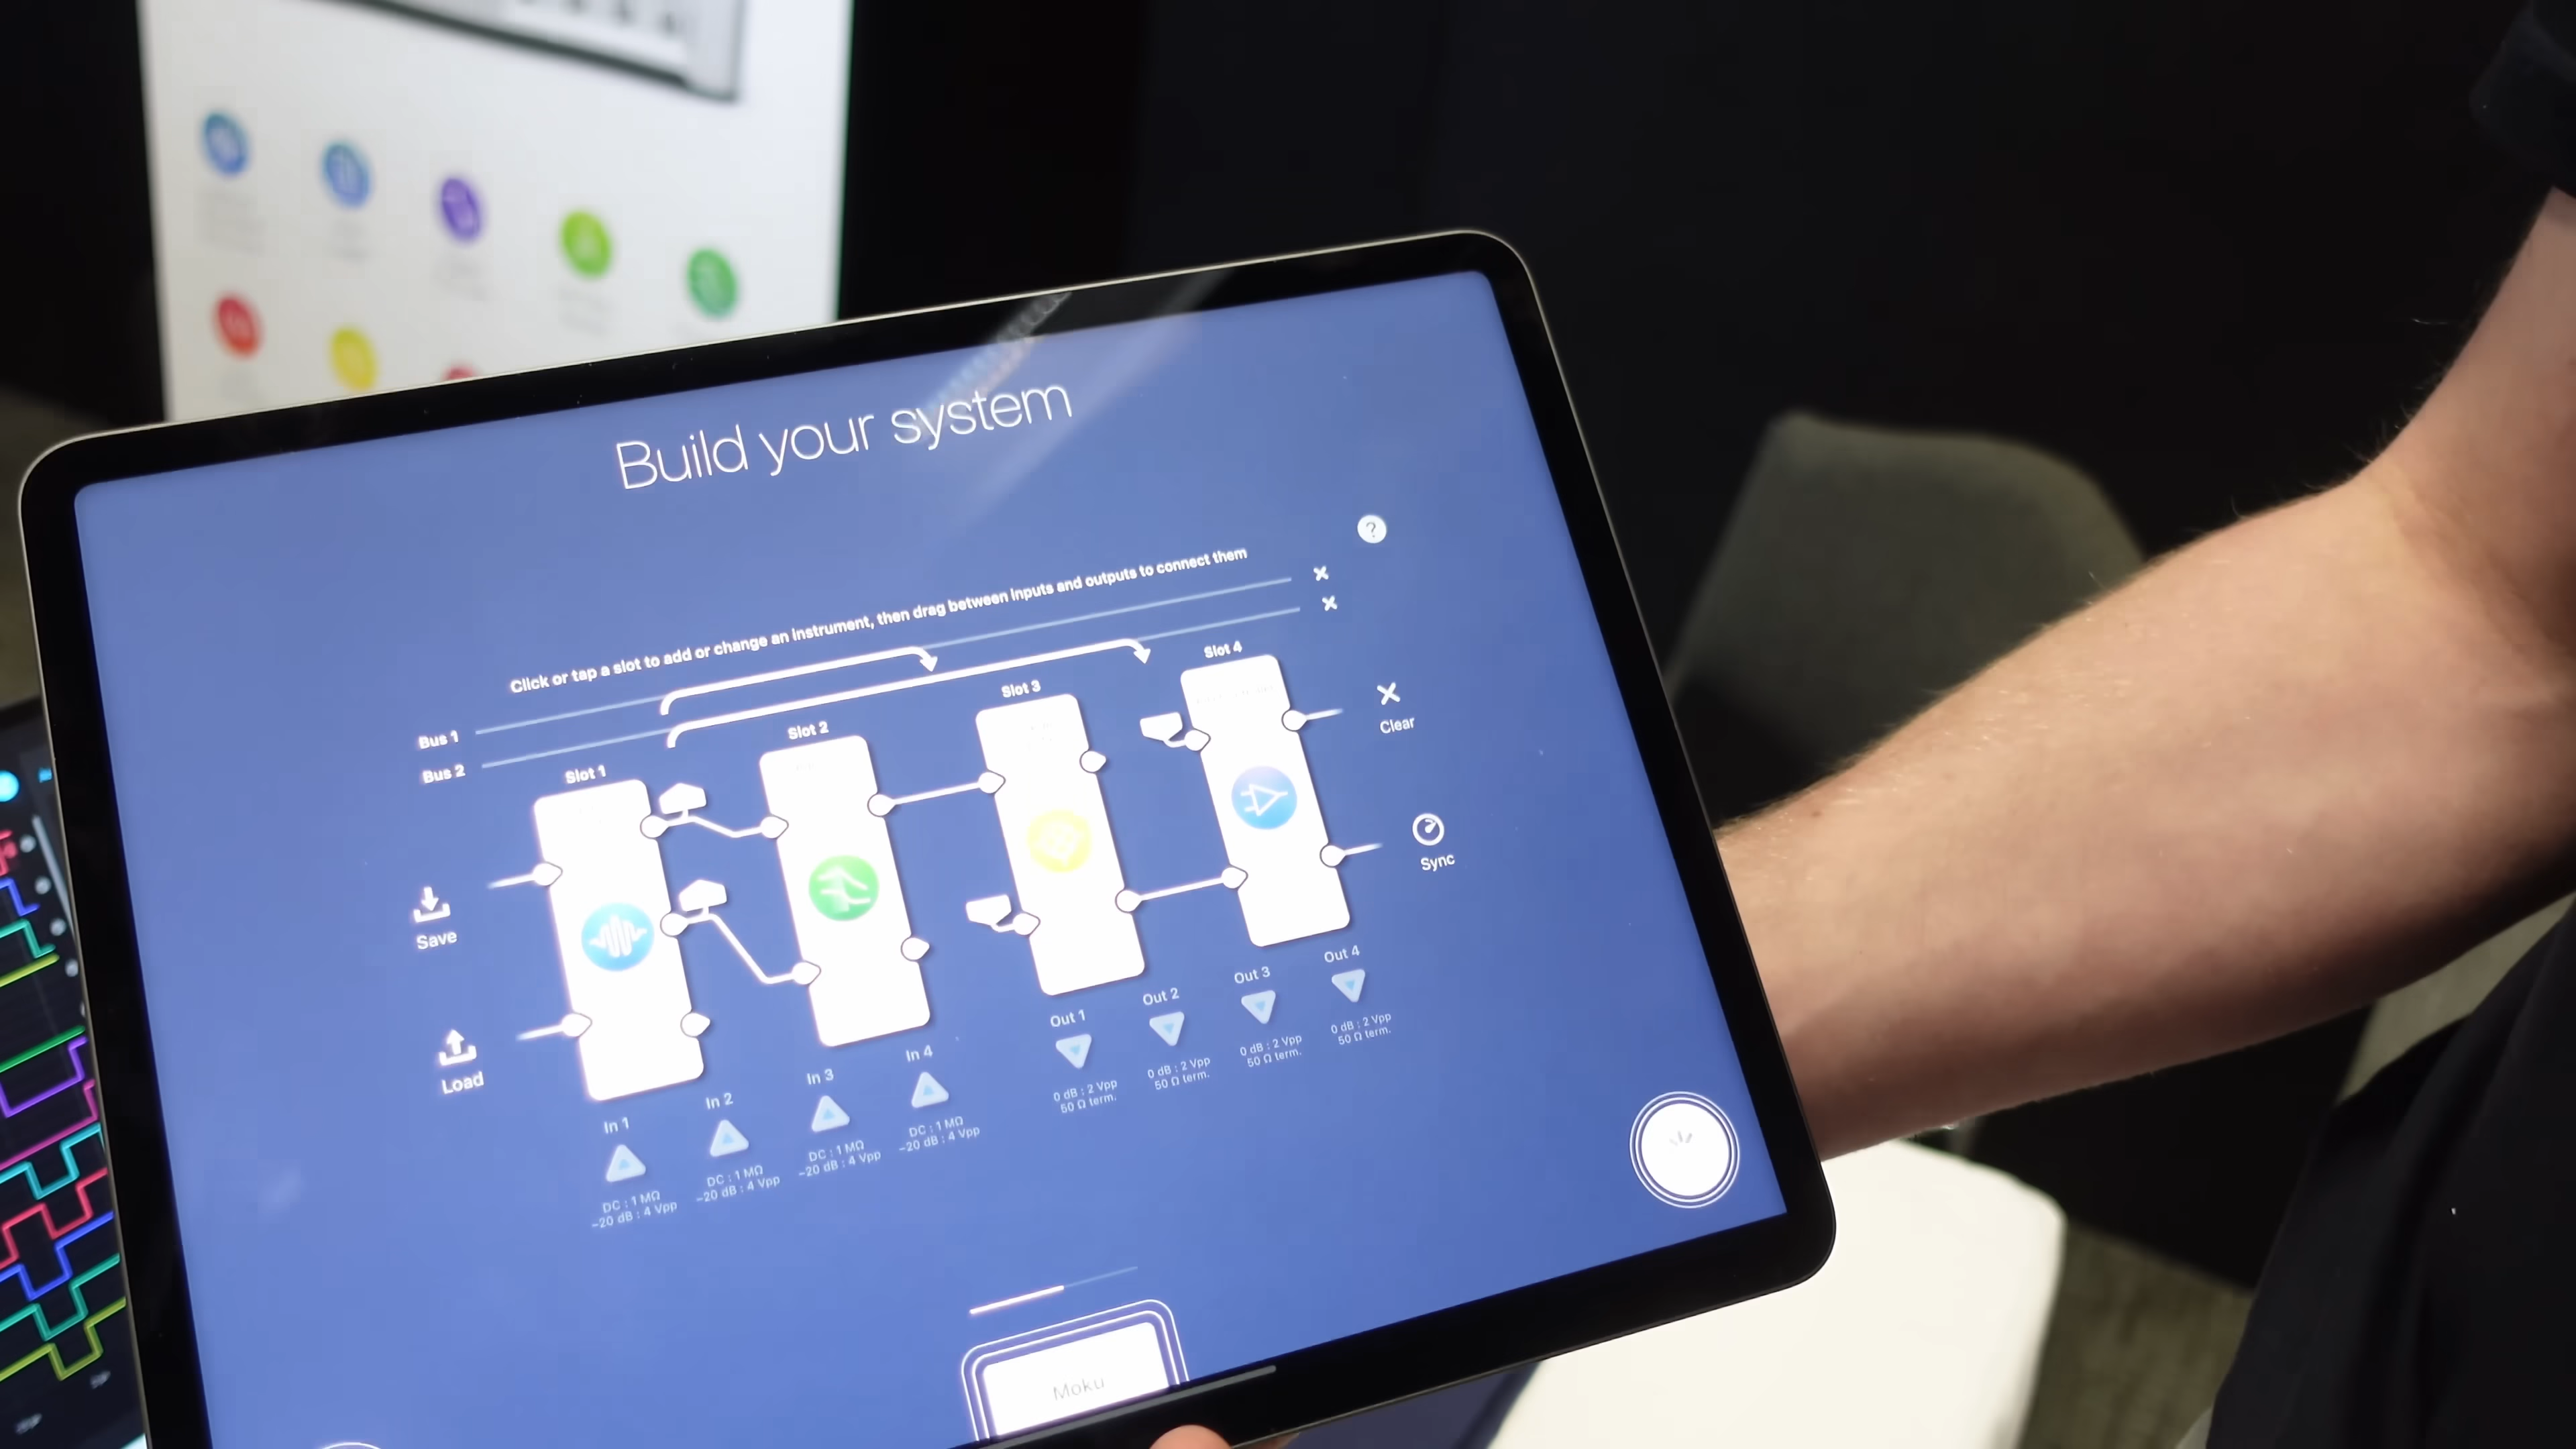 Build your system
?
Click or tap a slot to add or change an instrument, then drag between inputs and outputs to connect them
Bus 1
Bus 2
Slot 1
Slot 2
Slot 3
Slot 4
Clear
Sync
Save
Load
In 1
DC : 1 MΩ
-20 dB : 4 Vpp
In 2
DC : 1 MΩ
-20 dB : 4 Vpp
In 3
DC : 1 MΩ
-20 dB : 4 Vpp
In 4
DC : 1 MΩ
-20 dB : 4 Vpp
Out 1
0 dB : 2 Vpp
50 Ω term.
Out 2
0 dB : 2 Vpp
50 Ω term.
Out 3
0 dB : 2 Vpp
50 Ω term.
Out 4
0 dB : 2 Vpp
50 Ω term.
Moku